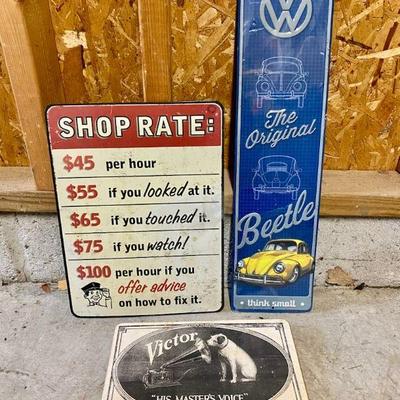 SHOP RATE:
$45 per hour
$55 if you looked at it.
$65 if you touched it.
$75 if you watch!
$100 per hour if you
offer advice
on how to fix it.
VW
The
Original
Beetle
think small
Victor
"HIS MASTER'S VOICE"